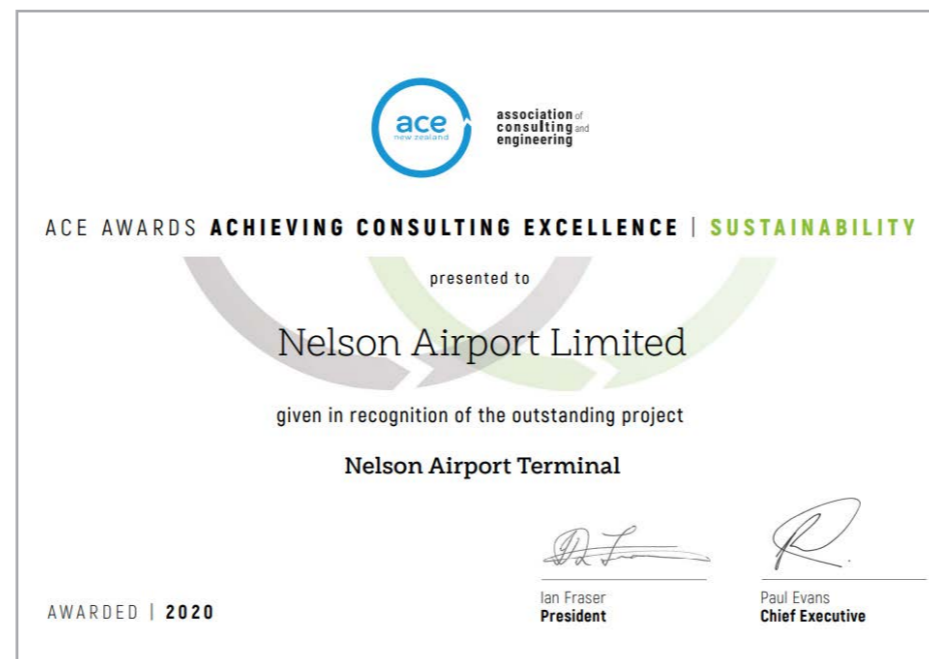 ace
new zealand
association of
consulting and
engineering
ACE AWARDS ACHIEVING CONSULTING EXCELLENCE | SUSTAINABILITY
presented to
Nelson Airport Limited
given in recognition of the outstanding project
Nelson Airport Terminal
Ian Fraser
President
Paul Evans
Chief Executive
AWARDED | 2020